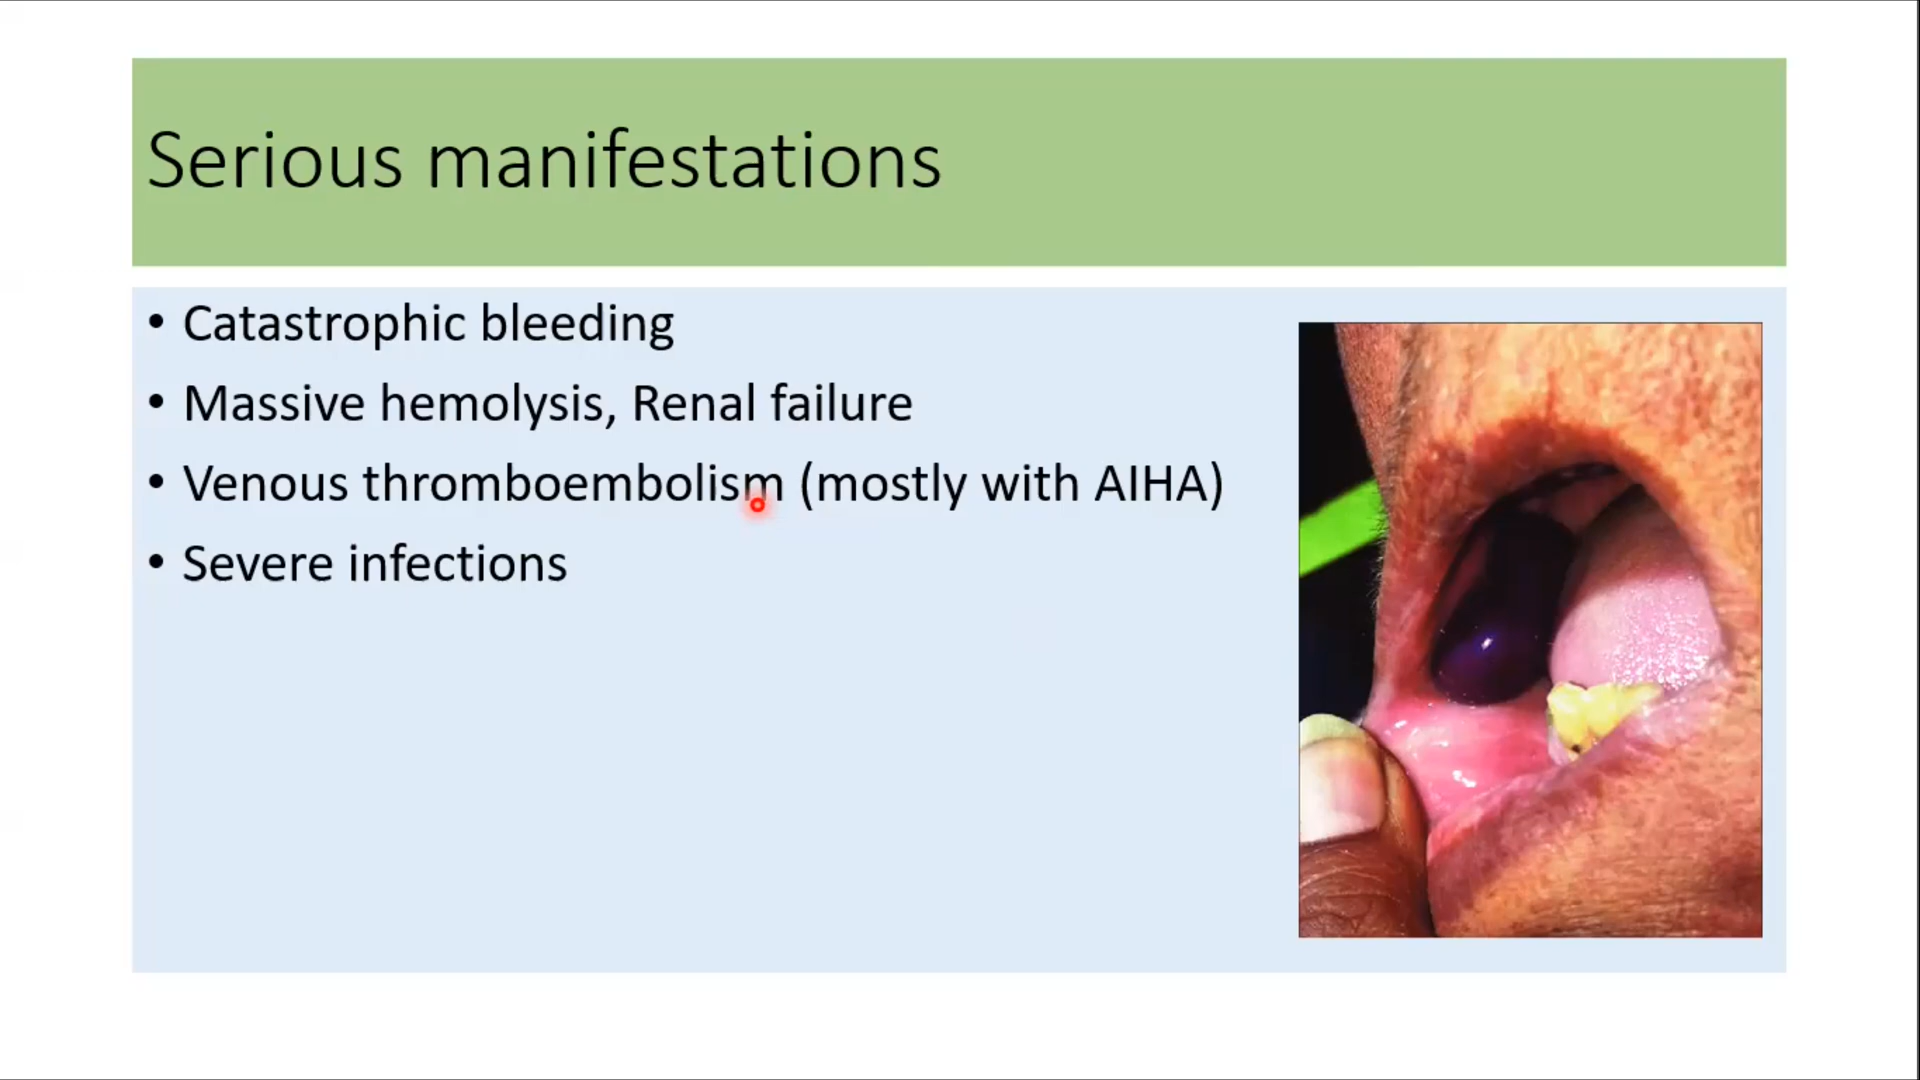 Serious manifestations
• Catastrophic bleeding
• Massive hemolysis, Renal failure
• Venous thromboembolism (mostly with AIHA)
• Severe infections